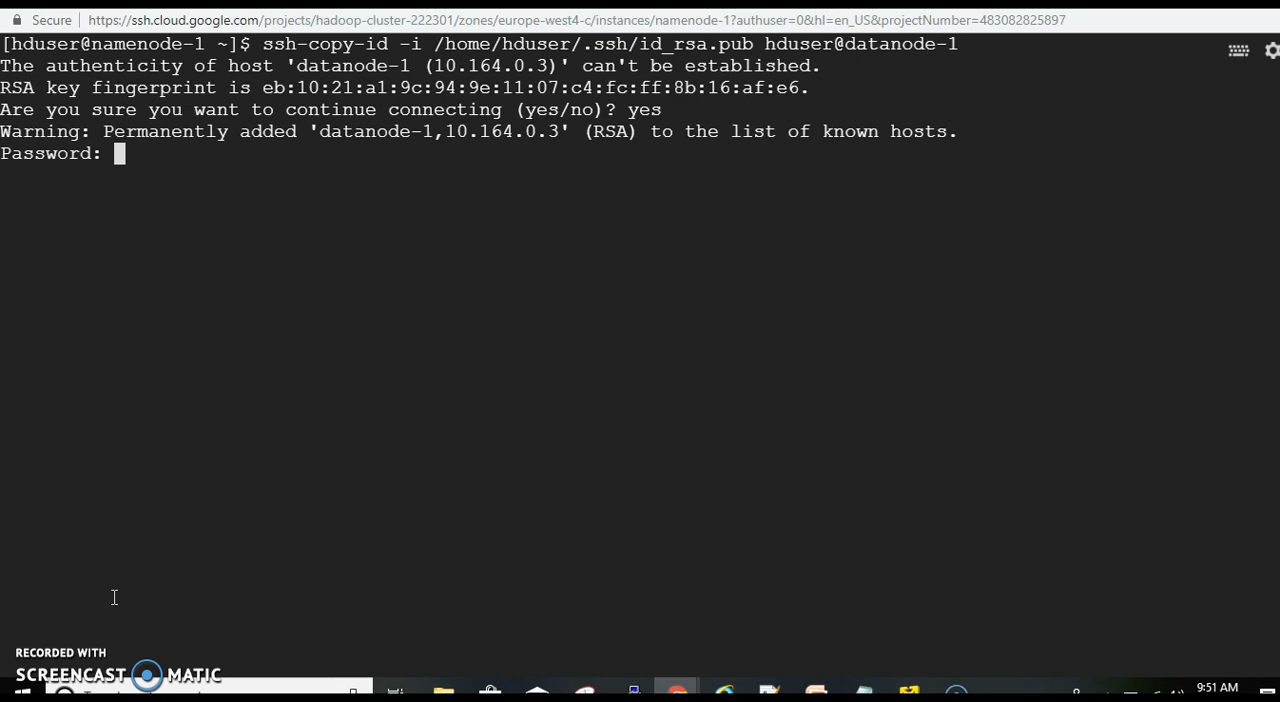 Secure | https://ssh.cloud.google.com/projects/hadoop-cluster-222301/zones/europe-west4-c/instances/namenode-1?authuser=0&hl=en_US&projectNumber=483082825897
[hduser@namenode-1 ~]$ ssh-copy-id -i /home/hduser/.ssh/id_rsa.pub hduser@datanode-1
The authenticity of host 'datanode-1 (10.164.0.3)' can't be established.
RSA key fingerprint is eb:10:21:a1:9c:94:9e:11:07:c4:fc:ff:8b:16:af:e6.
Are you sure you want to continue connecting (yes/no)? yes
Warning: Permanently added 'datanode-1,10.164.0.3' (RSA) to the list of known hosts.
Password:
RECORDED WITH
SCREENCAST MATIC
9:51 AM